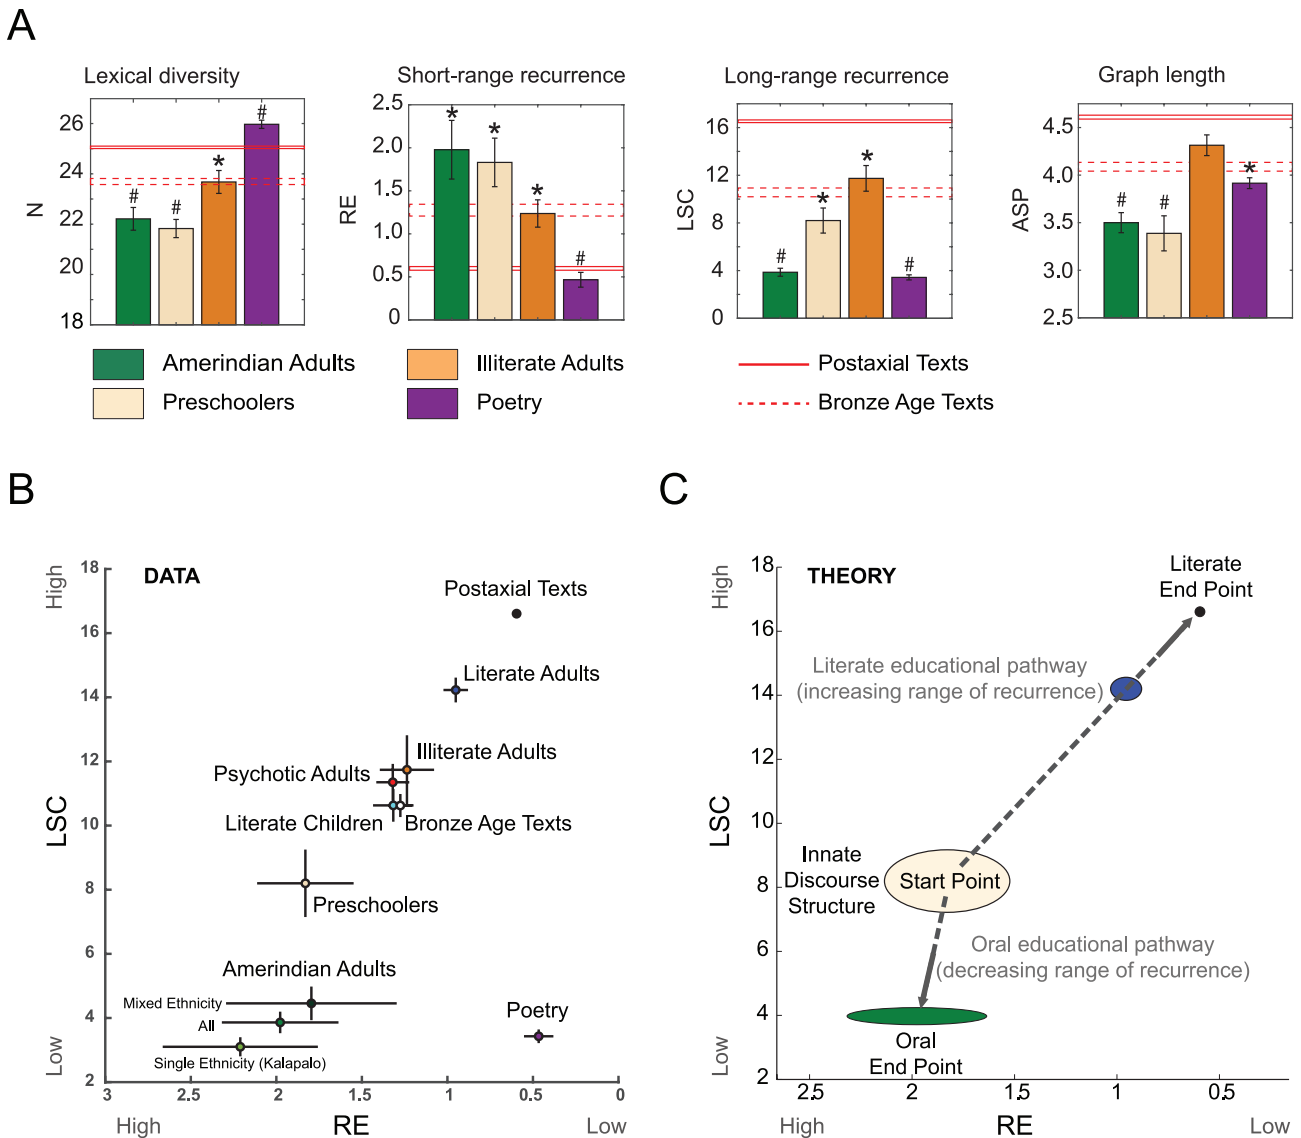 A
Lexical diversity
Short-range recurrence
Long-range recurrence
Graph length
N
26
24
22
20
18
#
#
*
#
RE
2.5
2.0
1.5
1.0
0.5
0
*
*
*
#
LSC
16
12
8
4
0
#
*
*
#
ASP
4.5
4.0
3.5
3.0
2.5
#
#
*
Amerindian Adults
Illiterate Adults
Postaxial Texts
Preschoolers
Poetry
Bronze Age Texts
B
DATA
High
LSC
Low
18
16
14
12
10
8
6
4
2
Postaxial Texts
Literate Adults
Illiterate Adults
Psychotic Adults
Literate Children
Bronze Age Texts
Preschoolers
Amerindian Adults
Mixed Ethnicity
All
Single Ethnicity (Kalapalo)
Poetry
3 2.5 2 1.5 1 0.5 0
High RE Low
C
THEORY
High
LSC
Low
18
16
14
12
10
8
6
4
2
Literate
End Point
Literate educational pathway
(increasing range of recurrence)
Innate
Discourse
Structure
Start Point
Oral educational pathway
(decreasing range of recurrence)
Oral
End Point
2.5 2 1.5 1 0.5
High RE Low